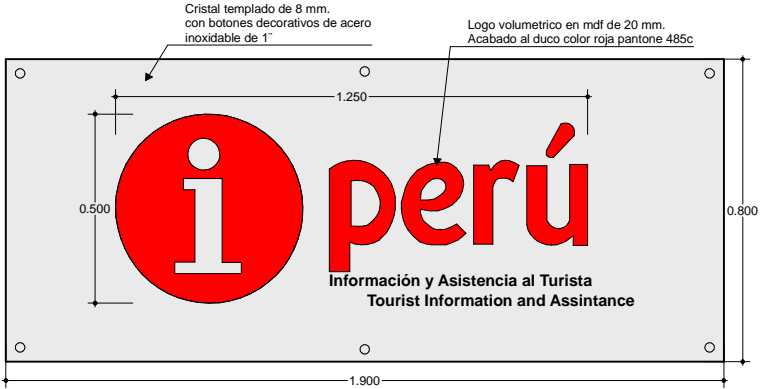 Cristal templado de 8 mm.
con botones decorativos de acero
inoxidable de 1¨
Logo volumetrico en mdf de 20 mm.
Acabado al duco color roja pantone 485c
1.250
0.500
i perú
0.800
Información y Asistencia al Turista
Tourist Information and Assintance
1.900